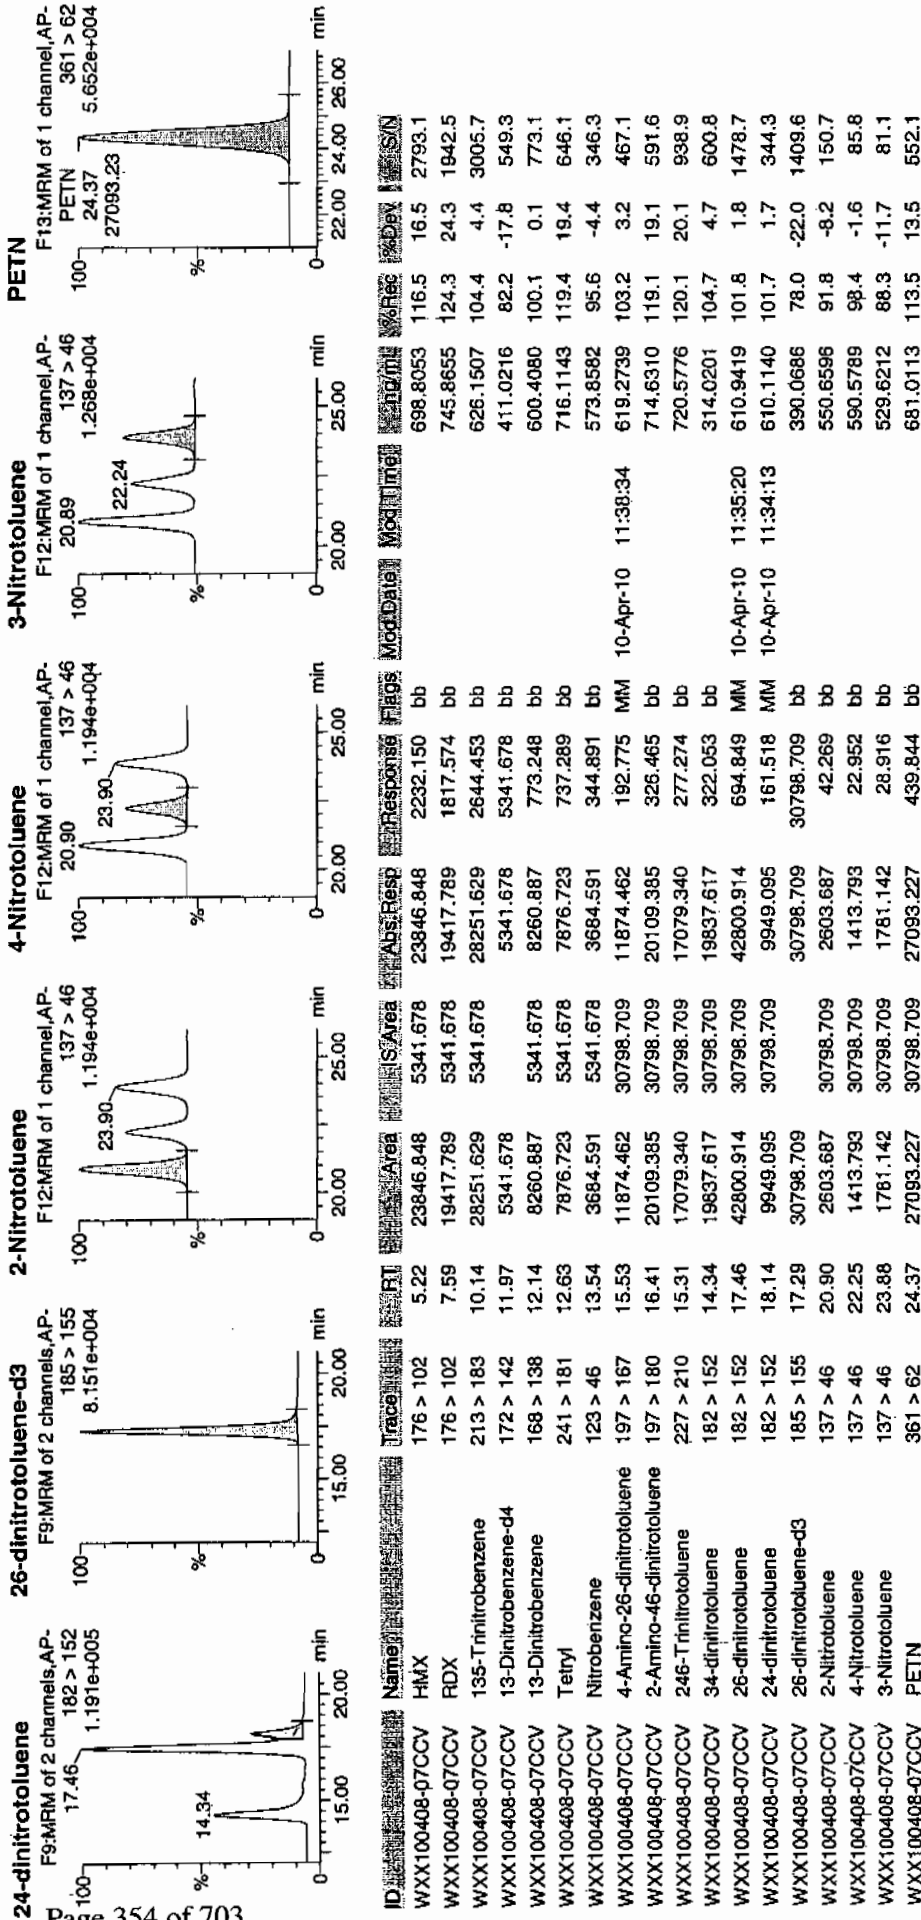 24-dinitrotoluene
F9:MRM of 2 channels,AP-
182 > 152
1.191e+005
17.46
14.34
100
%
0
15.00
20.00
min
26-dinitrotoluene-d3
F9:MRM of 2 channels,AP-
185 > 155
8.151e+004
100
%
0
15.00
20.00
min
2-Nitrotoluene
F12:MRM of 1 channel,AP-
137 > 46
1.194e+004
23.90
100
%
0
20.00
25.00
min
4-Nitrotoluene
F12:MRM of 1 channel,AP-
20.90
137 > 46
1.194e+004
23.90
100
%
0
20.00
25.00
min
3-Nitrotoluene
F12:MRM of 1 channel,AP-
20.89
137 > 46
1.268e+004
22.24
100
%
0
20.00
25.00
min
PETN
F13:MRM of 1 channel,AP-
PETN
361 > 62
24.37
5.652e+004
27093.23
100
%
0
22.00
24.00
26.00
min
ID Name Trace RT Area IS Area Abs.Resp Response Flags Mod.Date Mod.Time ng/ml %Rec %Dev S/N
WXX100408-07CCV HMX 176 > 102 5.22 23846.848 5341.678 23846.848 2232.150 bb 698.8053 116.5 16.5 2793.1
WXX100408-07CCV RDX 176 > 102 7.59 19417.789 5341.678 19417.789 1817.574 bb 745.8655 124.3 24.3 1942.5
WXX100408-07CCV 135-Trinitrobenzene 213 > 183 10.14 28251.629 5341.678 28251.629 2644.453 bb 626.1507 104.4 4.4 3005.7
WXX100408-07CCV 13-Dinitrobenzene-d4 172 > 142 11.97 5341.678 5341.678 5341.678 bb 411.0216 82.2 -17.8 549.3
WXX100408-07CCV 13-Dinitrobenzene 168 > 138 12.14 8260.887 5341.678 8260.887 773.248 bb 600.4080 100.1 0.1 773.1
WXX100408-07CCV Tetryl 241 > 181 12.63 7876.723 5341.678 7876.723 737.289 bb 716.1143 119.4 19.4 646.1
WXX100408-07CCV Nitrobenzene 123 > 46 13.54 3684.591 5341.678 3684.591 344.891 bb 573.8582 95.6 -4.4 346.3
WXX100408-07CCV 4-Amino-26-dinitrotoluene 197 > 167 15.53 11874.462 30798.709 11874.462 192.775 MM 10-Apr-10 11:38:34 619.2739 103.2 3.2 467.1
WXX100408-07CCV 2-Amino-46-dinitrotoluene 197 > 180 16.41 20109.385 30798.709 20109.385 326.465 bb 714.6310 119.1 19.1 591.6
WXX100408-07CCV 246-Trinitrotoluene 227 > 210 15.31 17079.340 30798.709 17079.340 277.274 bb 720.5776 120.1 20.1 938.9
WXX100408-07CCV 34-dinitrotoluene 182 > 152 14.34 19837.617 30798.709 19837.617 322.053 bb 314.0201 104.7 4.7 600.8
WXX100408-07CCV 26-dinitrotoluene 182 > 152 17.46 42800.914 30798.709 42800.914 694.849 MM 10-Apr-10 11:35:20 610.9419 101.8 1.8 1478.7
WXX100408-07CCV 24-dinitrotoluene 182 > 152 18.14 9949.095 30798.709 9949.095 161.518 MM 10-Apr-10 11:34:13 610.1140 101.7 1.7 344.3
WXX100408-07CCV 26-dinitrotoluene-d3 185 > 155 17.29 30798.709 30798.709 30798.709 bb 390.0686 78.0 -22.0 1409.6
WXX100408-07CCV 2-Nitrotoluene 137 > 46 20.90 2603.687 30798.709 2603.687 42.269 bb 550.6596 91.8 -8.2 150.7
WXX100408-07CCV 4-Nitrotoluene 137 > 46 22.25 1413.793 30798.709 1413.793 22.952 bb 590.5789 98.4 -1.6 85.8
WXX100408-07CCV 3-Nitrotoluene 137 > 46 23.88 1781.142 30798.709 1781.142 28.916 bb 529.6212 88.3 -11.7 81.1
WXX100408-07CCV PETN 361 > 62 24.37 27093.227 30798.709 27093.227 439.844 bb 681.0113 113.5 13.5 552.1
Page 354 of 703